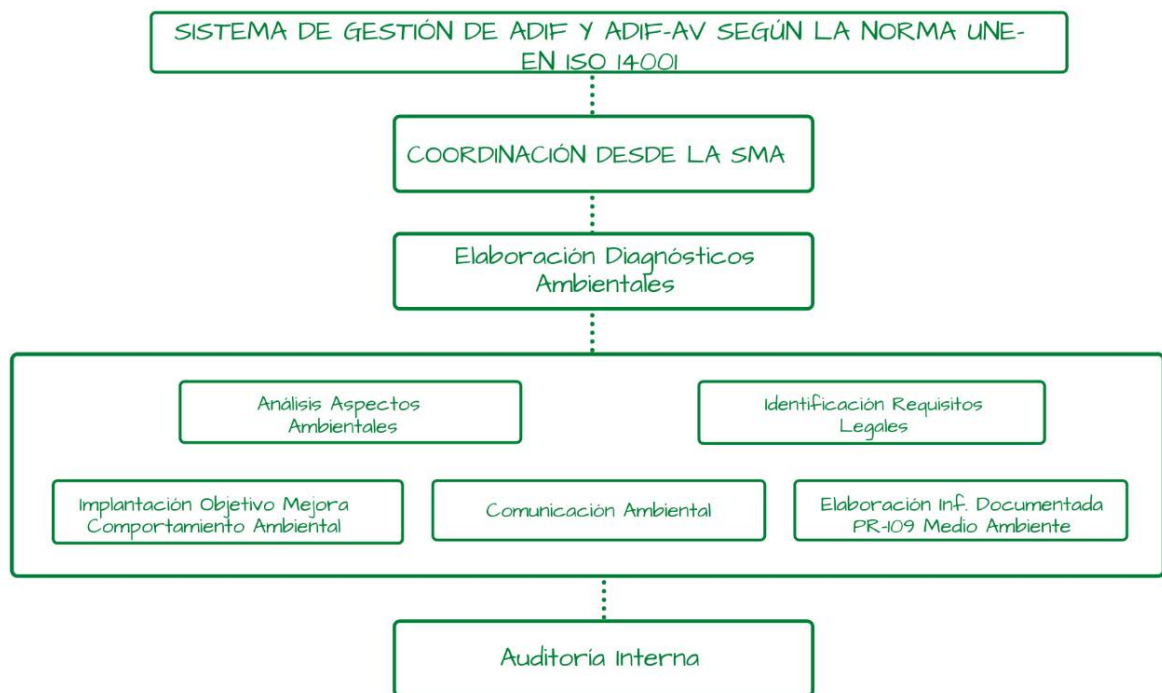 SISTEMA DE GESTIÓN DE ADIF Y ADIF-AV SEGÚN LA NORMA UNE-
EN ISO 14001
COORDINACIÓN DESDE LA SMA
Elaboración Diagnósticos
Ambientales
Análisis Aspectos
Ambientales
Identificación Requisitos
Legales
Implantación Objetivo Mejora
Comportamiento Ambiental
Comunicación Ambiental
Elaboración Inf. Documentada
PR-109 Medio Ambiente
Auditoría Interna